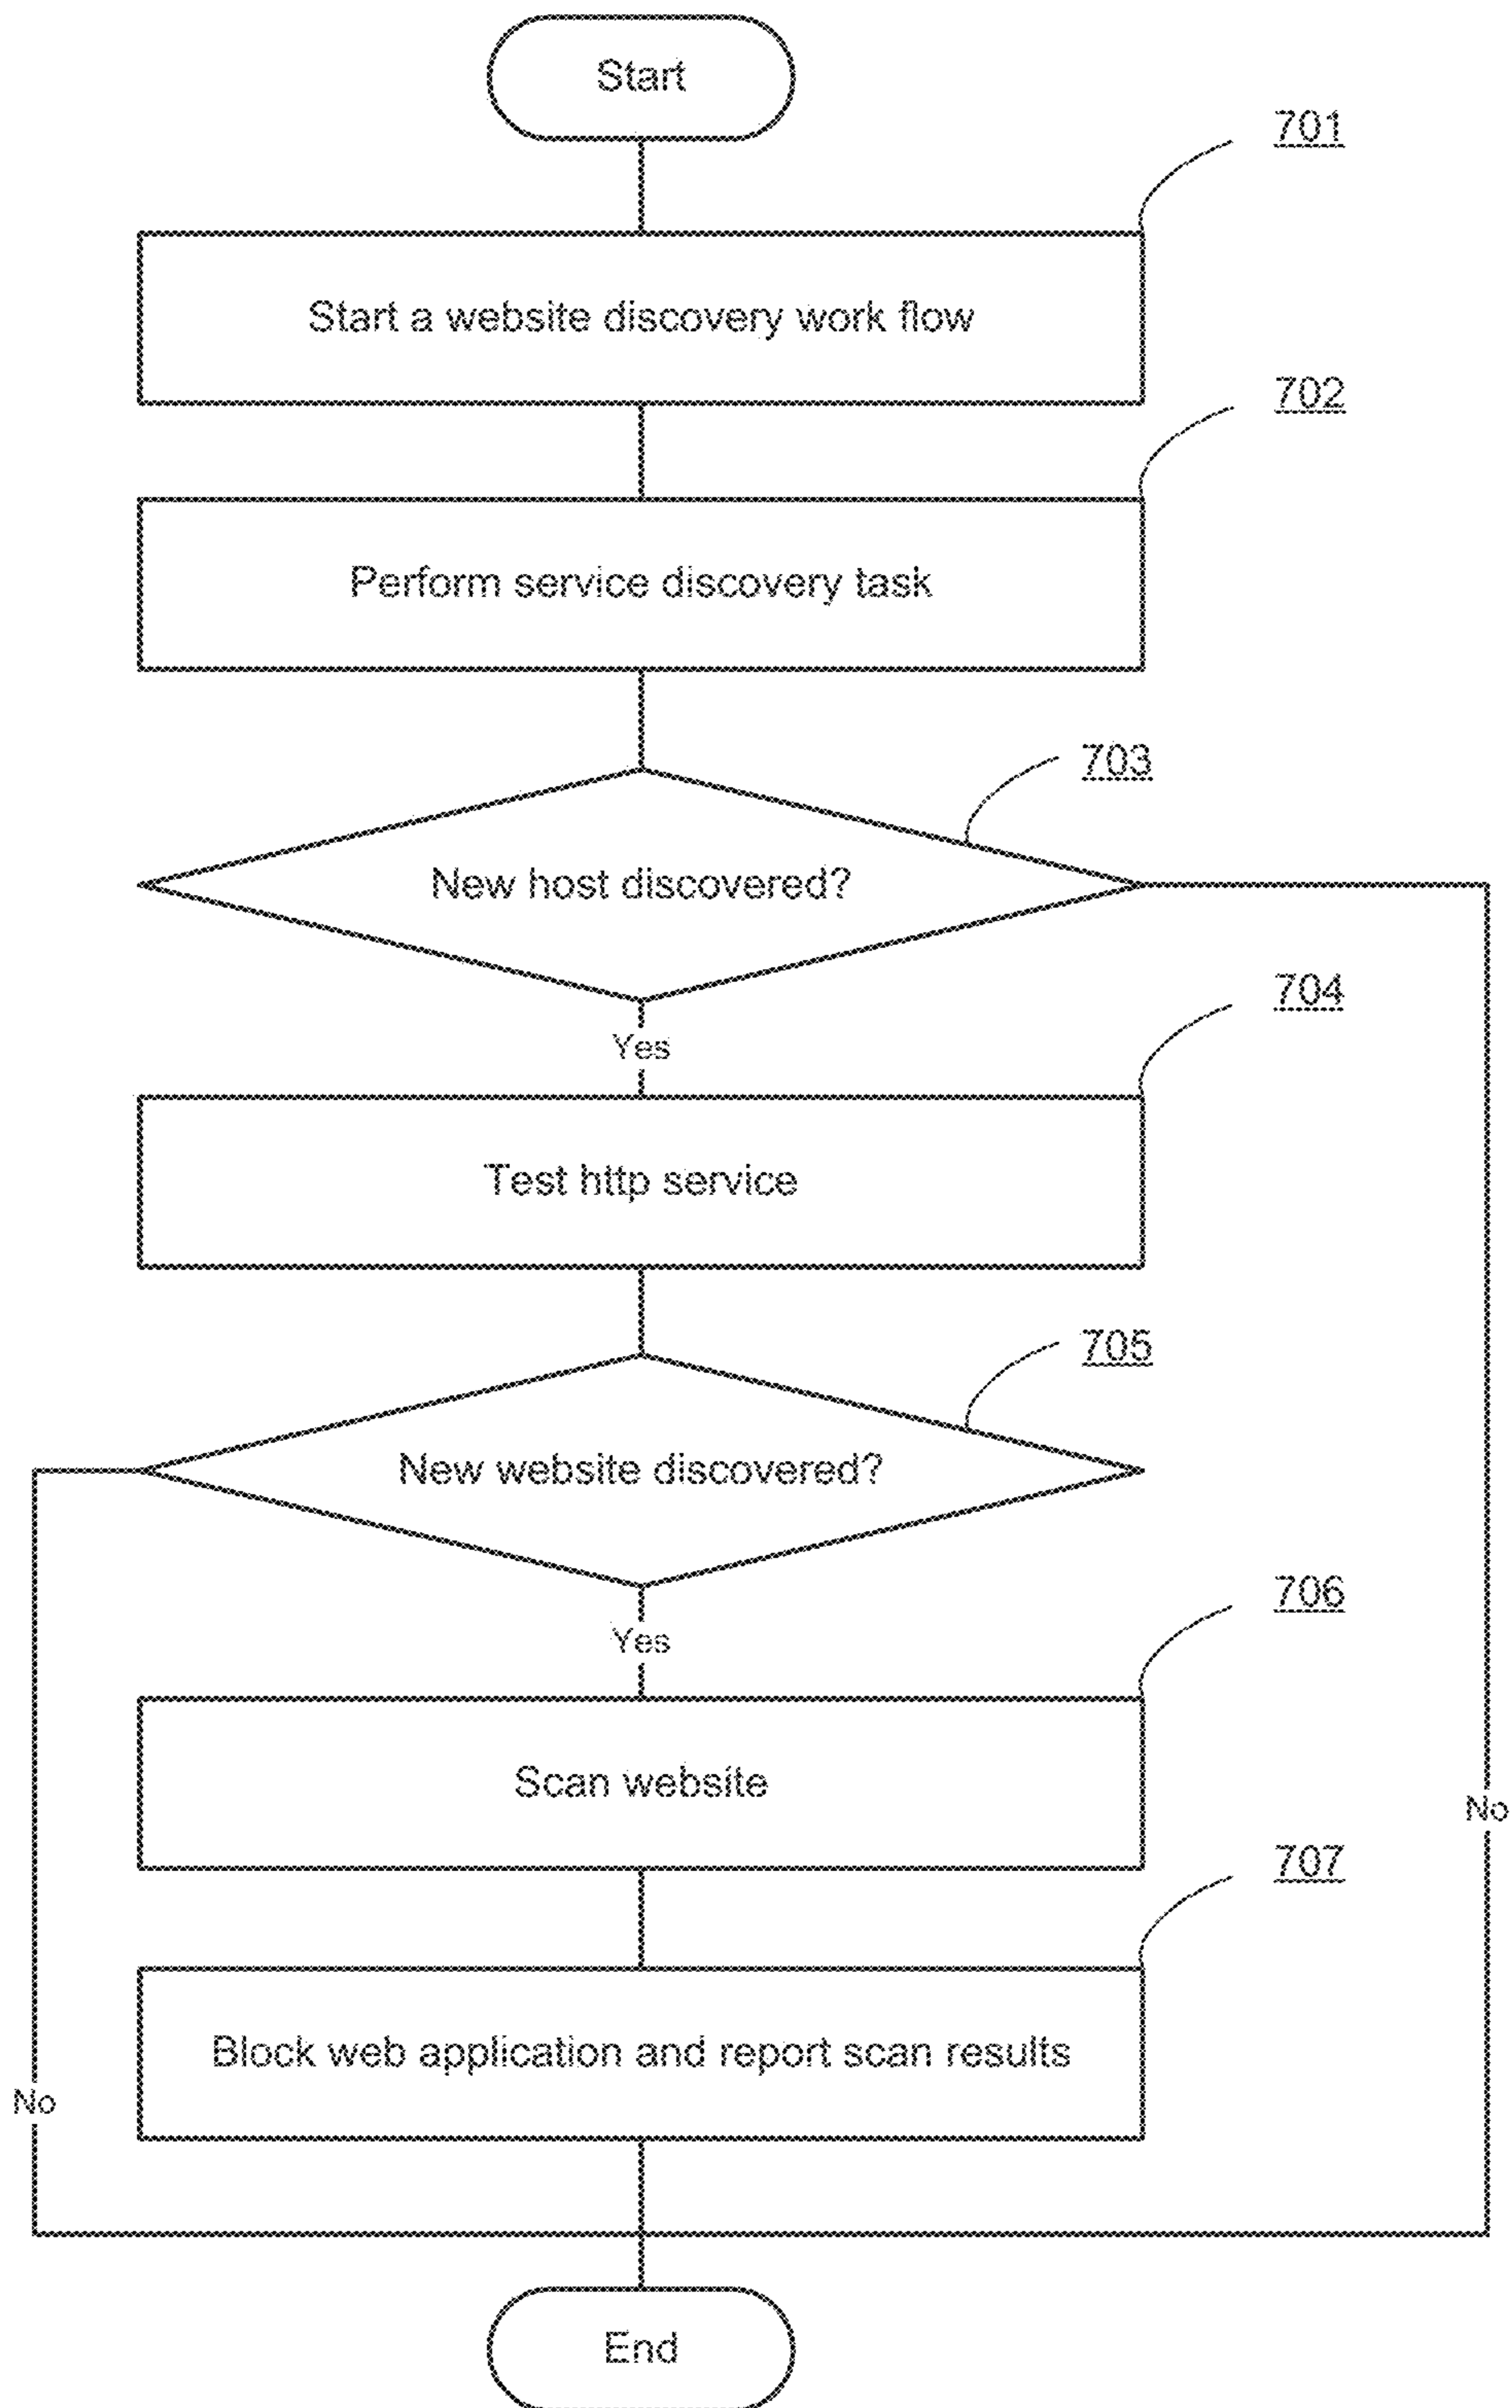 Start
701
Start a website discovery work flow
702
Perform service discovery task
703
New host discovered?
704
Yes
Test http service
705
New website discovered?
706
Yes
Scan website
No
707
Block web application and report scan results
No
End